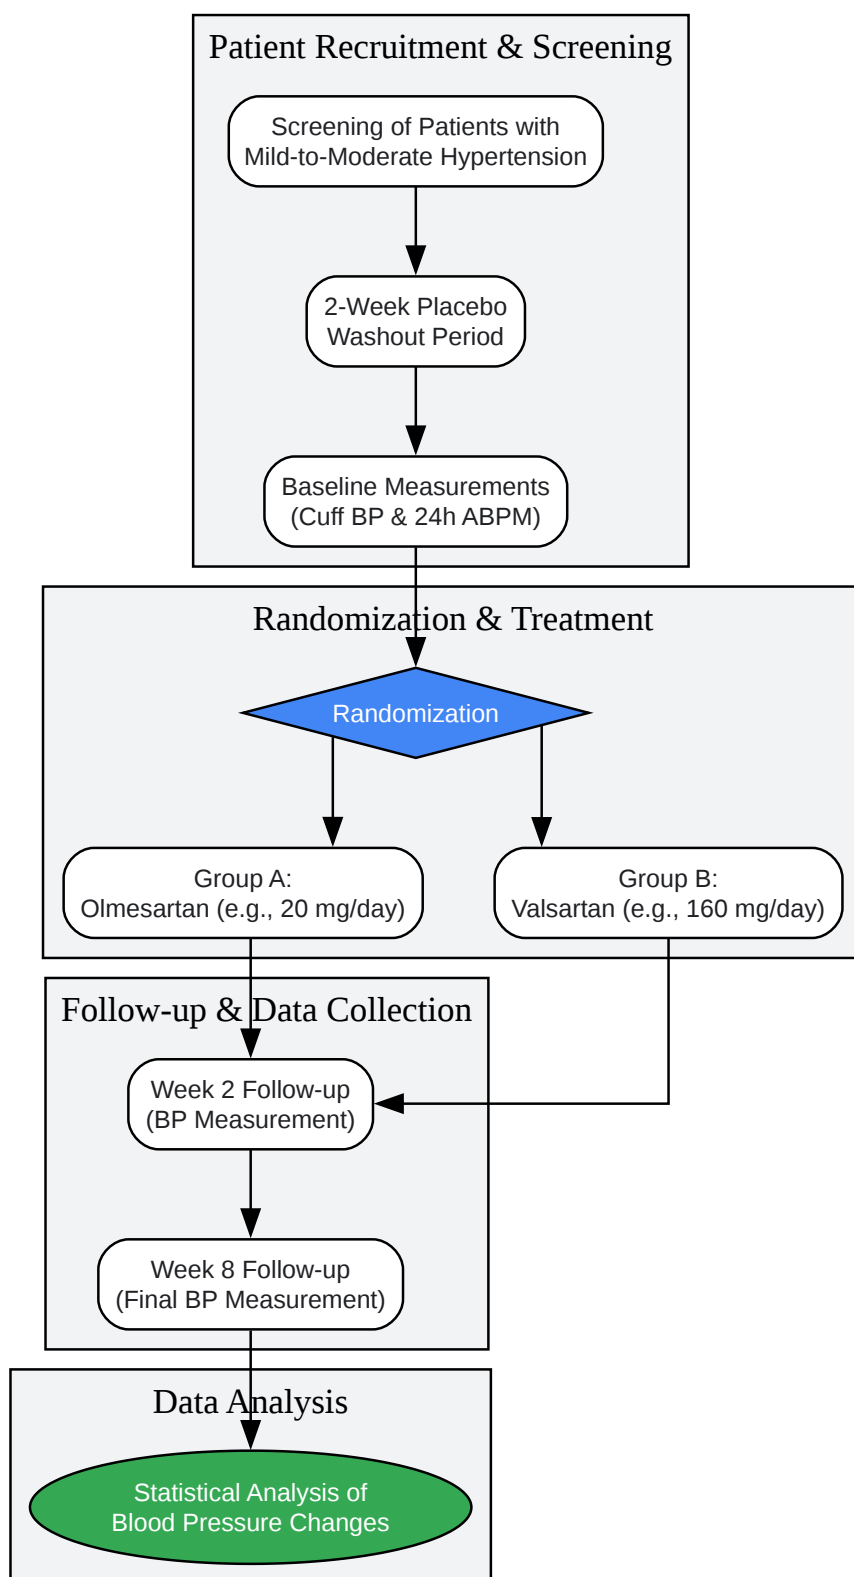 Patient Recruitment & Screening
Screening of Patients with
Mild-to-Moderate Hypertension
2-Week Placebo
Washout Period
Baseline Measurements
(Cuff BP & 24h ABPM)
Randomization & Treatment
Randomization
Group A:
Olmesartan (e.g., 20 mg/day)
Group B:
Valsartan (e.g., 160 mg/day)
Follow-up & Data Collection
Week 2 Follow-up
(BP Measurement)
Week 8 Follow-up
(Final BP Measurement)
Data Analysis
Statistical Analysis of
Blood Pressure Changes